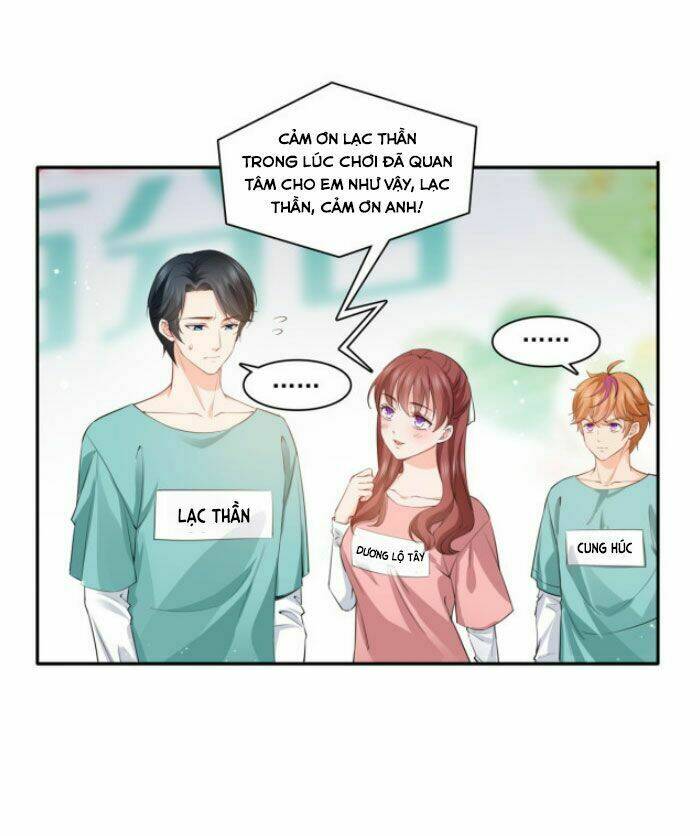 CẢM ƠN LẠC THẦN
TRONG LÚC CHƠI ĐÃ QUAN
TÂM CHO EM NHƯ VẬY, LẠC
THẦN, CẢM ƠN ANH!
......
......
LẠC THẦN
DƯƠNG LỘ TÂY
CUNG HÚC